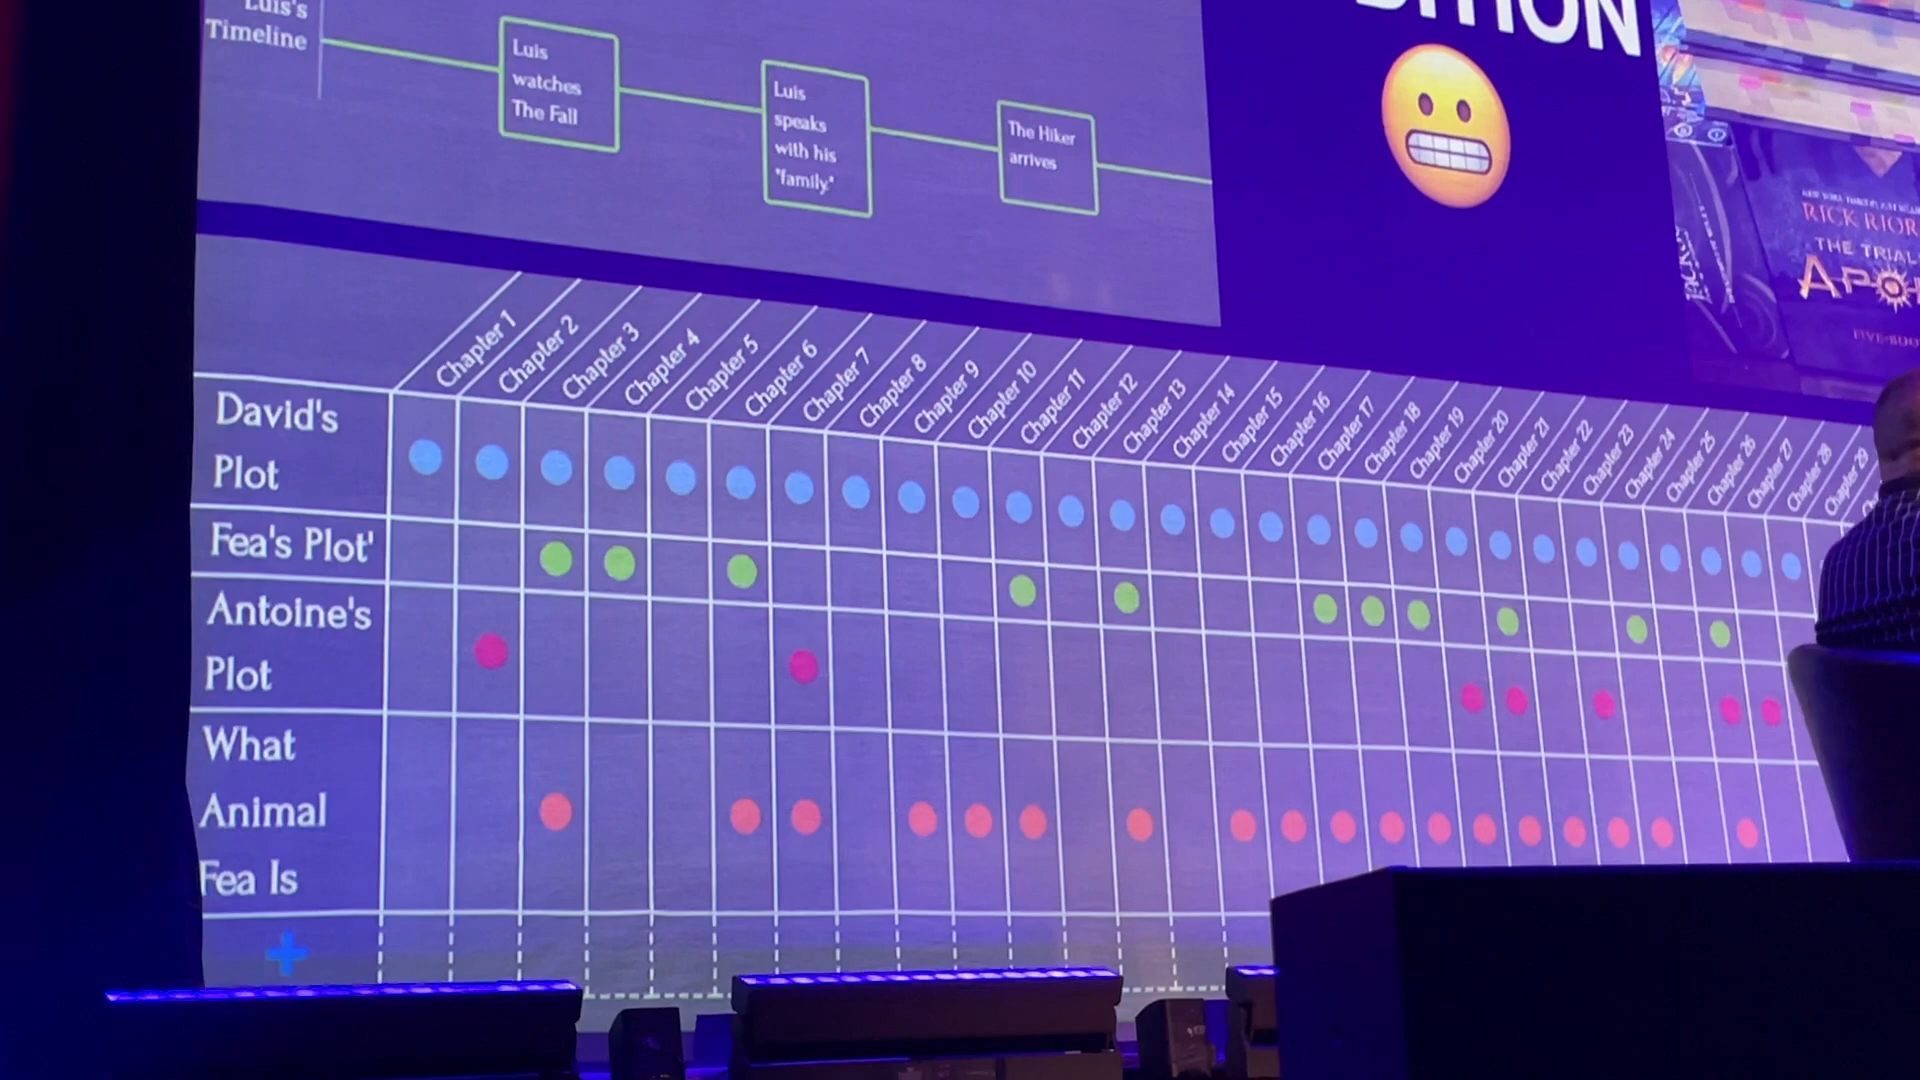 Luis's
Timeline
Luis
watches
The Fall
Luis
speaks
with his
"family."
The Hiker
arrives
RICK RIOR
THE TRIAL
APO
Chapter 1
Chapter 2
Chapter 3
Chapter 4
Chapter 5
Chapter 6
Chapter 7
Chapter 8
Chapter 9
Chapter 10
Chapter 11
Chapter 12
Chapter 13
Chapter 14
Chapter 15
Chapter 16
Chapter 17
Chapter 18
Chapter 19
Chapter 20
Chapter 21
Chapter 22
Chapter 23
Chapter 24
Chapter 25
Chapter 26
Chapter 27
Chapter 28
Chapter 29
David's
Plot
Fea's Plot'
Antoine's
Plot
What
Animal
Fea Is